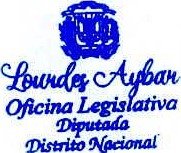 Lourdes Aybar
Oficina Legislativa
Diputada
Distrito Nacional